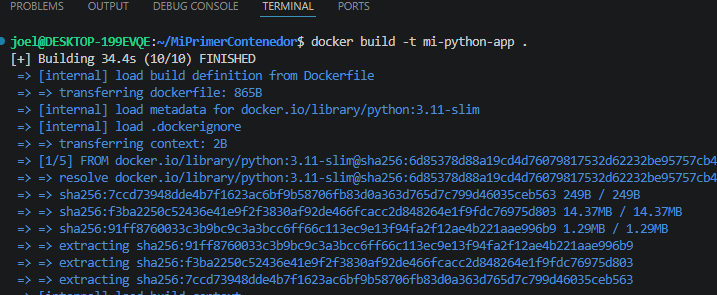 PROBLEMS OUTPUT DEBUG CONSOLE TERMINAL PORTS
joel@DESKTOP-199EVQE:~/MiPrimerContenedor$ docker build -t mi-python-app .
[+] Building 34.4s (10/10) FINISHED
=> [internal] load build definition from Dockerfile
=> => transferring dockerfile: 865B
=> [internal] load metadata for docker.io/library/python:3.11-slim
=> [internal] load .dockerignore
=> => transferring context: 2B
=> [1/5] FROM docker.io/library/python:3.11-slim@sha256:6d85378d88a19cd4d76079817532d62232be95757cb4
=> => resolve docker.io/library/python:3.11-slim@sha256:6d85378d88a19cd4d76079817532d62232be95757cb4
=> => sha256:7ccd73948dde4b7f1623ac6bf9b58706fb83d0a363d765d7c799d46035ceb563 249B / 249B
=> => sha256:f3ba2250c52436e41e9f2f3830af92de466fcacc2d848264e1f9fdc76975d803 14.37MB / 14.37MB
=> => sha256:91ff8760033c3b9bc9c3a3bcc6ff66c113ec9e13f94fa2f12ae4b221aae996b9 1.29MB / 1.29MB
=> => extracting sha256:91ff8760033c3b9bc9c3a3bcc6ff66c113ec9e13f94fa2f12ae4b221aae996b9
=> => extracting sha256:f3ba2250c52436e41e9f2f3830af92de466fcacc2d848264e1f9fdc76975d803
=> => extracting sha256:7ccd73948dde4b7f1623ac6bf9b58706fb83d0a363d765d7c799d46035ceb563
=> [internal] load build context